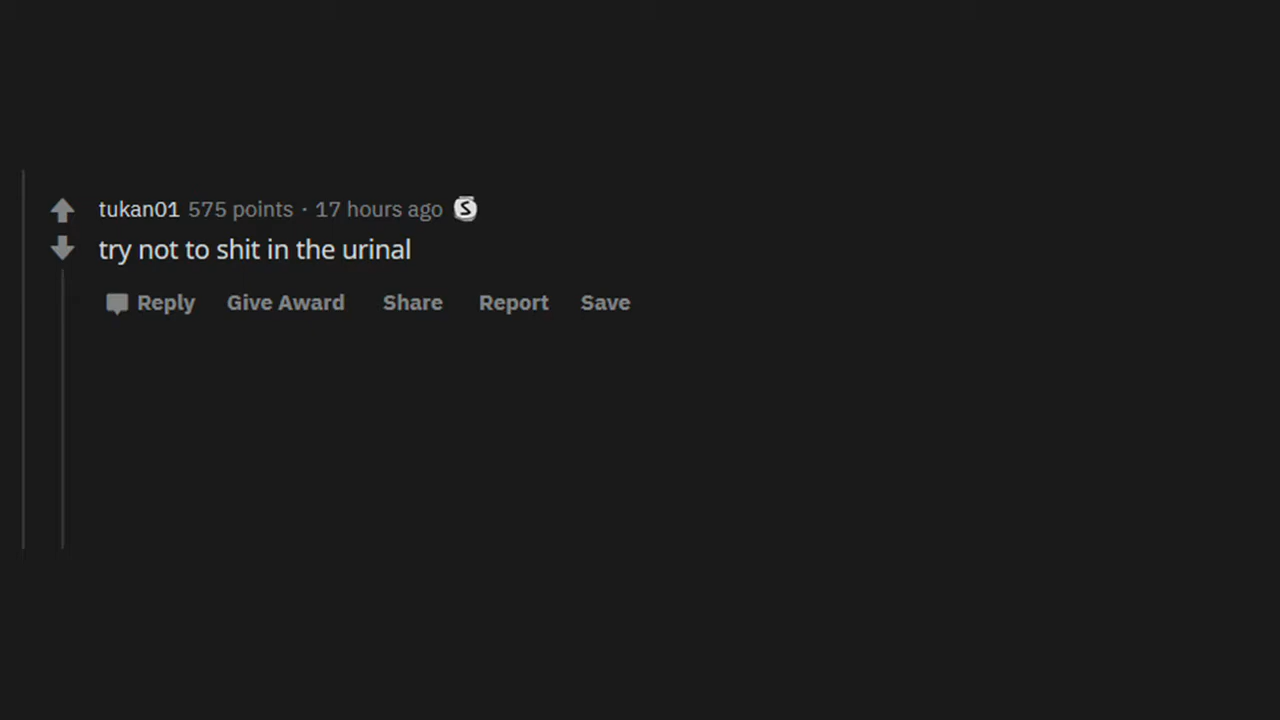 tukan01 575 points · 17 hours ago S
try not to shit in the urinal
Reply Give Award Share Report Save